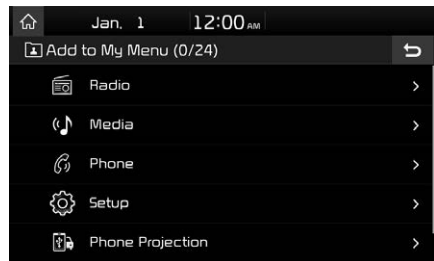 Jan. 1 12:00 AM
Add to My Menu (0/24)
Radio
Media
Phone
Setup
Phone Projection